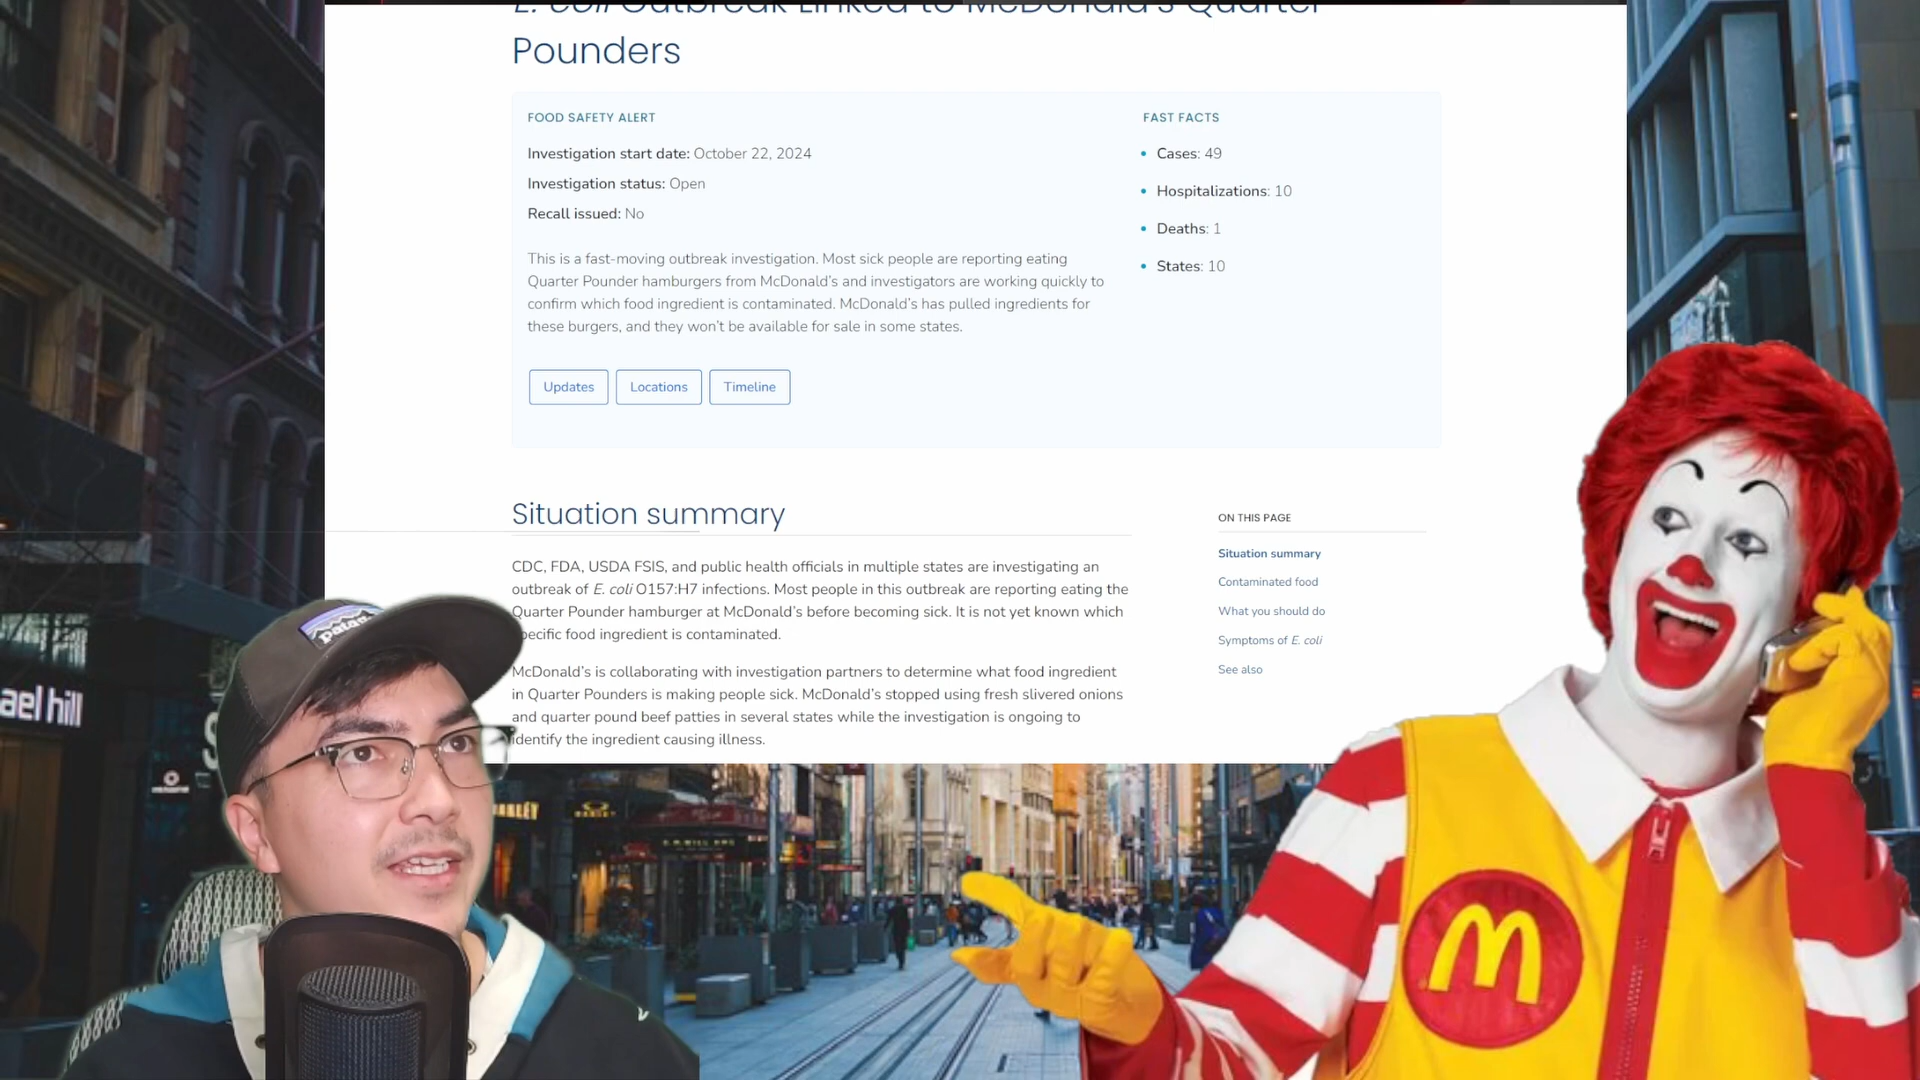 E. coli Outbreak Linked to McDonald's Quarter
Pounders
FOOD SAFETY ALERT
Investigation start date: October 22, 2024
Investigation status: Open
Recall issued: No
This is a fast-moving outbreak investigation. Most sick people are reporting eating
Quarter Pounder hamburgers from McDonald's and investigators are working quickly to
confirm which food ingredient is contaminated. McDonald's has pulled ingredients for
these burgers, and they won't be available for sale in some states.
Updates
Locations
Timeline
FAST FACTS
Cases: 49
Hospitalizations: 10
Deaths: 1
States: 10
Situation summary
CDC, FDA, USDA FSIS, and public health officials in multiple states are investigating an
outbreak of E. coli O157:H7 infections. Most people in this outbreak are reporting eating the
Quarter Pounder hamburger at McDonald's before becoming sick. It is not yet known which
specific food ingredient is contaminated.
McDonald's is collaborating with investigation partners to determine what food ingredient
in Quarter Pounders is making people sick. McDonald's stopped using fresh slivered onions
and quarter pound beef patties in several states while the investigation is ongoing to
identify the ingredient causing illness.
ON THIS PAGE
Situation summary
Contaminated food
What you should do
Symptoms of E. coli
See also
ael hill
M